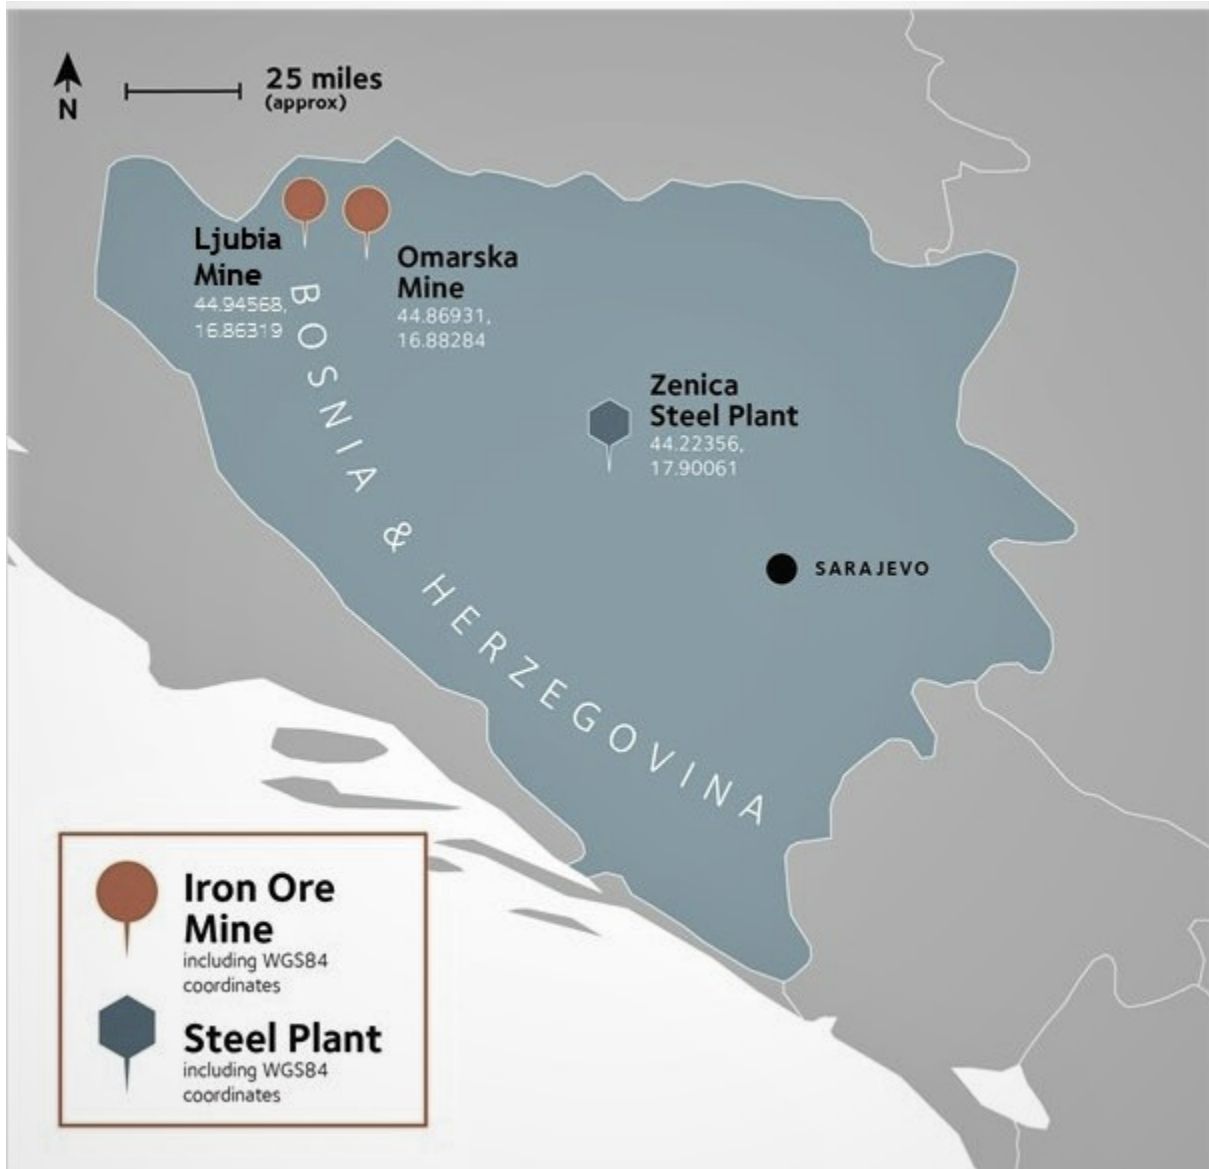 25 miles
(approx)
N
Ljubia
Mine
44.94568,
16.86319
Omarska
Mine
44.86931,
16.88284
BOSNIA & HERZEGOVINA
Zenica
Steel Plant
44.22356,
17.90061
SARAJEVO
Iron Ore
Mine
including WGS84
coordinates
Steel Plant
including WGS84
coordinates